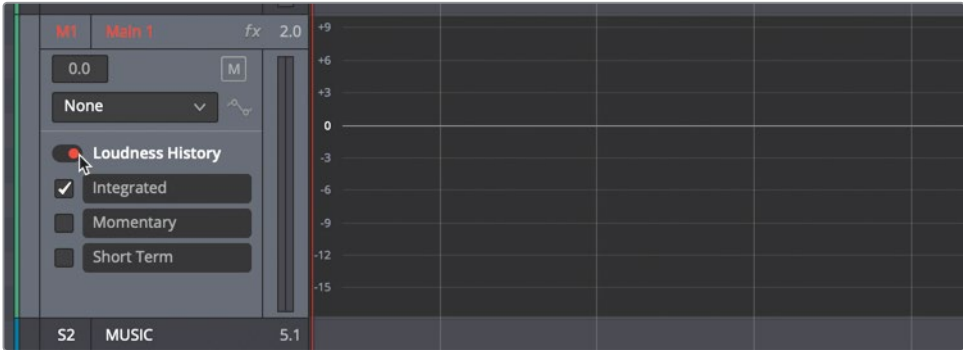 M1 Main 1 fx 2.0
0.0 M
None
Loudness History
Integrated
Momentary
Short Term
S2 MUSIC 5.1
+9
+6
+3
0
-3
-6
-9
-12
-15